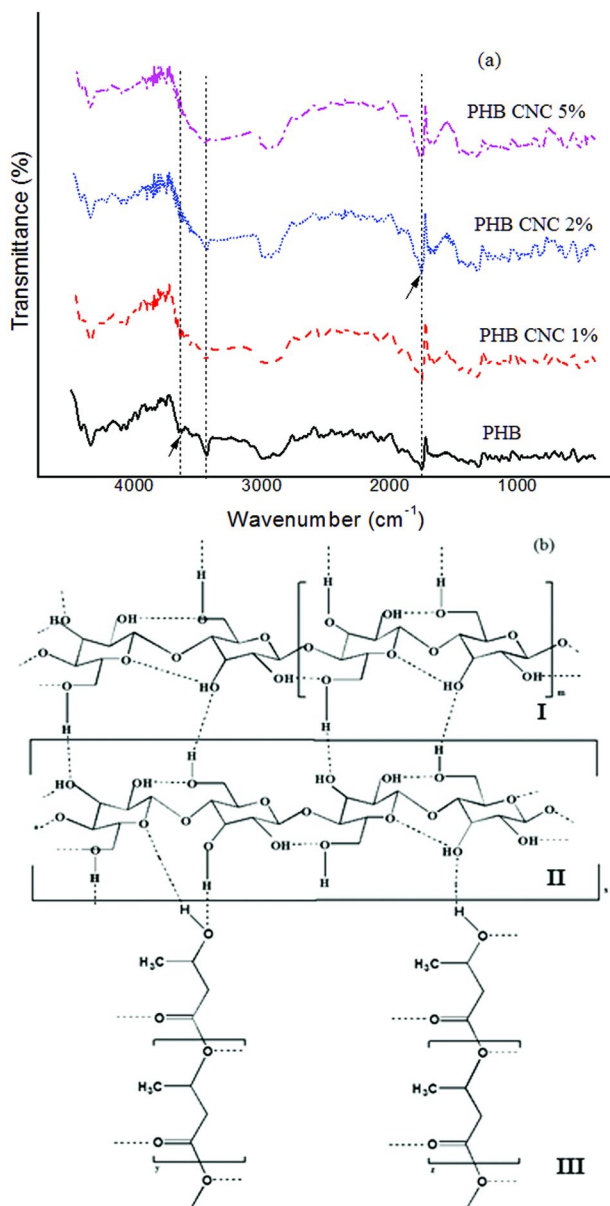 (a)
PHB CNC 5%
PHB CNC 2%
PHB CNC 1%
PHB
Transmittance (%)
4000 3000 2000 1000
Wavenumber (cm⁻¹)
(b)
H H H
O HO OH O O OH O
HO OH O O O O O O O
O O HO OH O HO OH
O I m
H H H H
HO OH O HO OH O
O O O O O O O O
O HO OH O HO OH
H H H II
H O H O
H₃C H₃C
O O
O O
H₃C H₃C
O O
y z III
O O